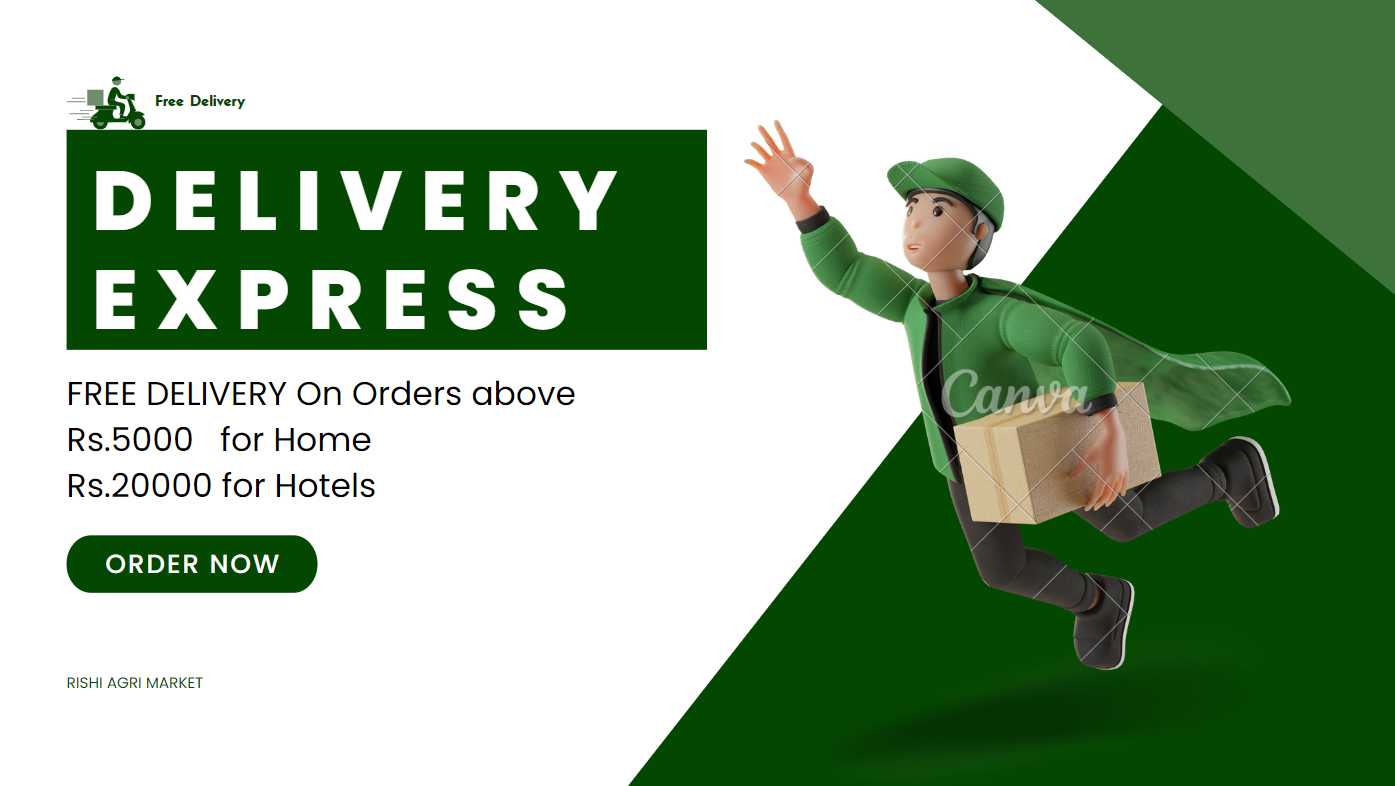 Free Delivery
DELIVERY
EXPRESS
FREE DELIVERY On Orders above
Rs.5000 for Home
Rs.20000 for Hotels
ORDER NOW
RISHI AGRI MARKET
Canva